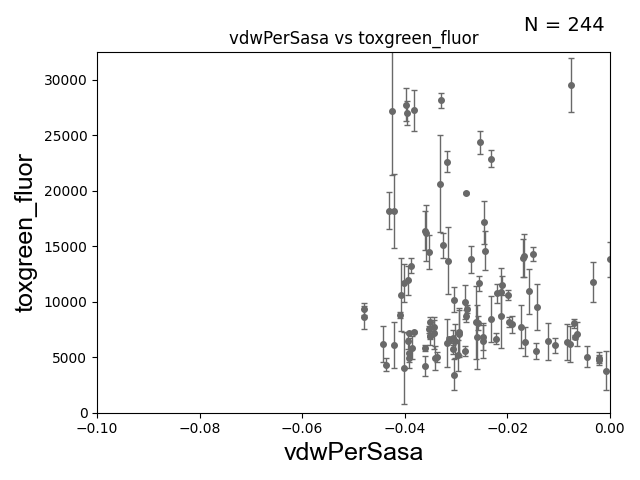 N = 244
vdwPerSasa vs toxgreen_fluor
30000
25000
20000
15000
10000
5000
0
toxgreen_fluor
−0.10 −0.08 −0.06 −0.04 −0.02 0.00
vdwPerSasa